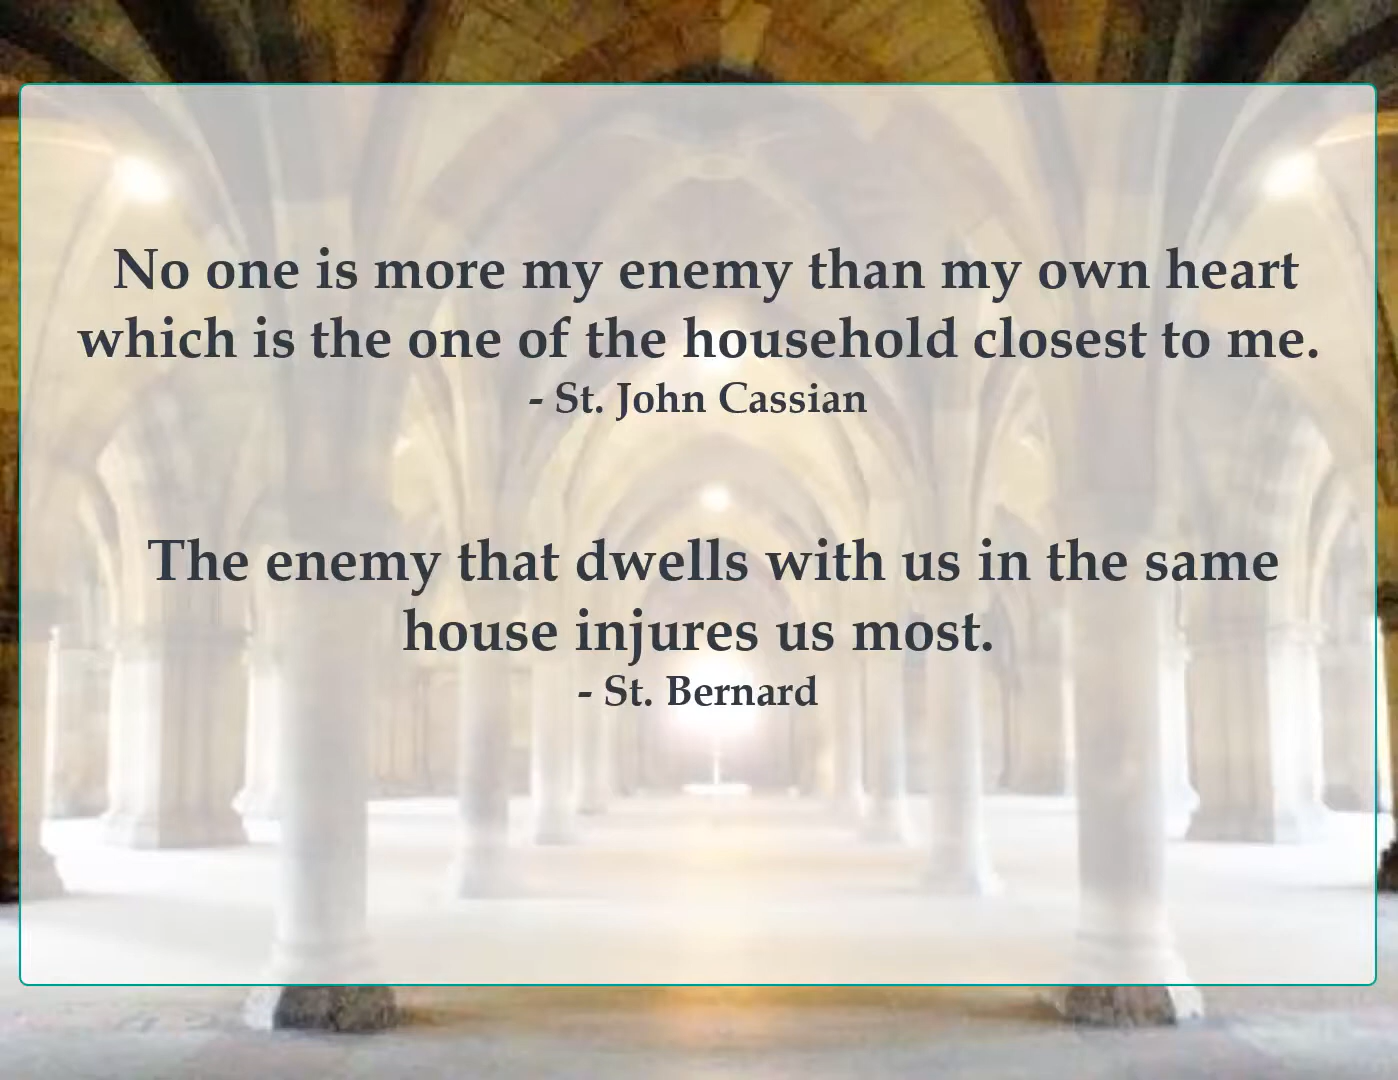 No one is more my enemy than my own heart
which is the one of the household closest to me.
- St. John Cassian
The enemy that dwells with us in the same
house injures us most.
- St. Bernard